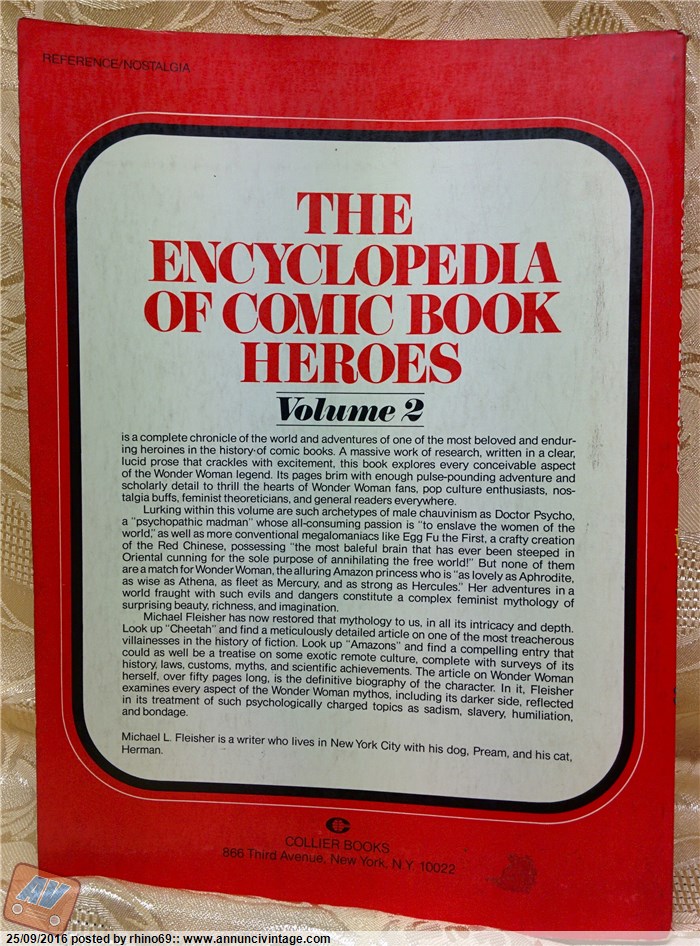 REFERENCE/NOSTALGIA
THE
ENCYCLOPEDIA
OF COMIC BOOK
HEROES
Volume 2
is a complete chronicle of the world and adventures of one of the most beloved and endur-
ing heroines in the history of comic books. A massive work of research, written in a clear,
lucid prose that crackles with excitement, this book explores every conceivable aspect
of the Wonder Woman legend. Its pages brim with enough pulse-pounding adventure and
scholarly detail to thrill the hearts of Wonder Woman fans, pop culture enthusiasts, nos-
talgia buffs, feminist theoreticians, and general readers everywhere.
Lurking within this volume are such archetypes of male chauvinism as Doctor Psycho,
a "psychopathic madman" whose all-consuming passion is "to enslave the women of the
world," as well as more conventional megalomaniacs like Egg Fu the First, a crafty creation
of the Red Chinese, possessing "the most baleful brain that has ever been steeped in
Oriental cunning for the sole purpose of annihilating the free world!" But none of them
are a match for Wonder Woman, the alluring Amazon princess who is "as lovely as Aphrodite,
as wise as Athena, as fleet as Mercury, and as strong as Hercules." Her adventures in a
world fraught with such evils and dangers constitute a complex feminist mythology of
surprising beauty, richness, and imagination.
Michael Fleisher has now restored that mythology to us, in all its intricacy and depth.
Look up "Cheetah" and find a meticulously detailed article on one of the most treacherous
villainesses in the history of fiction. Look up "Amazons" and find a compelling entry that
could as well be a treatise on some exotic remote culture, complete with surveys of its
history, laws, customs, myths, and scientific achievements. The article on Wonder Woman
herself, over fifty pages long, is the definitive biography of the character. In it, Fleisher
examines every aspect of the Wonder Woman mythos, including its darker side, reflected
in its treatment of such psychologically charged topics as sadism, slavery, humiliation,
and bondage.
Michael L. Fleisher is a writer who lives in New York City with his dog, Pream, and his cat,
Herman.
COLLIER BOOKS
866 Third Avenue, New York, N.Y. 10022
AV
25/09/2016 posted by rhino69:: www.annuncivintage.com